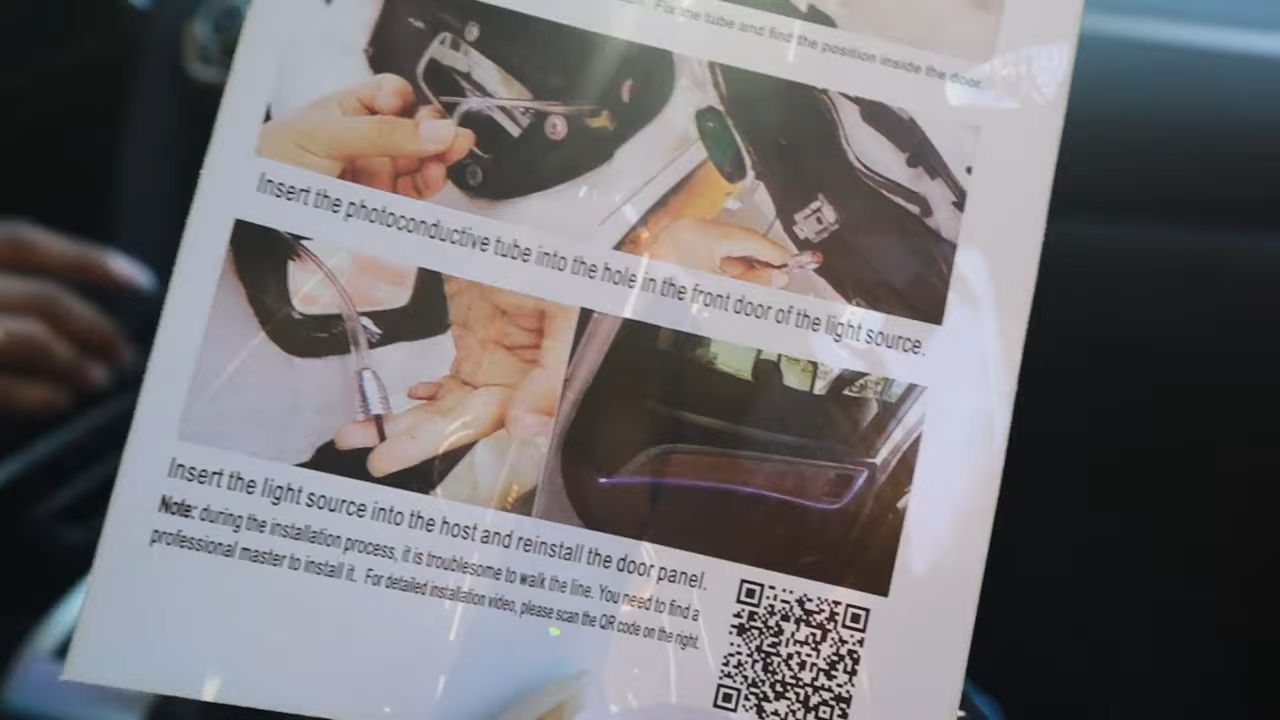 Fix the tube and find the position inside the door.
Insert the photoconductive tube into the hole in the front door of the light source.
Insert the light source into the host and reinstall the door panel.
Note: during the installation process, it is troublesome to walk the line. You need to find a
professional master to install it. For detailed installation video, please scan the QR code on the right.